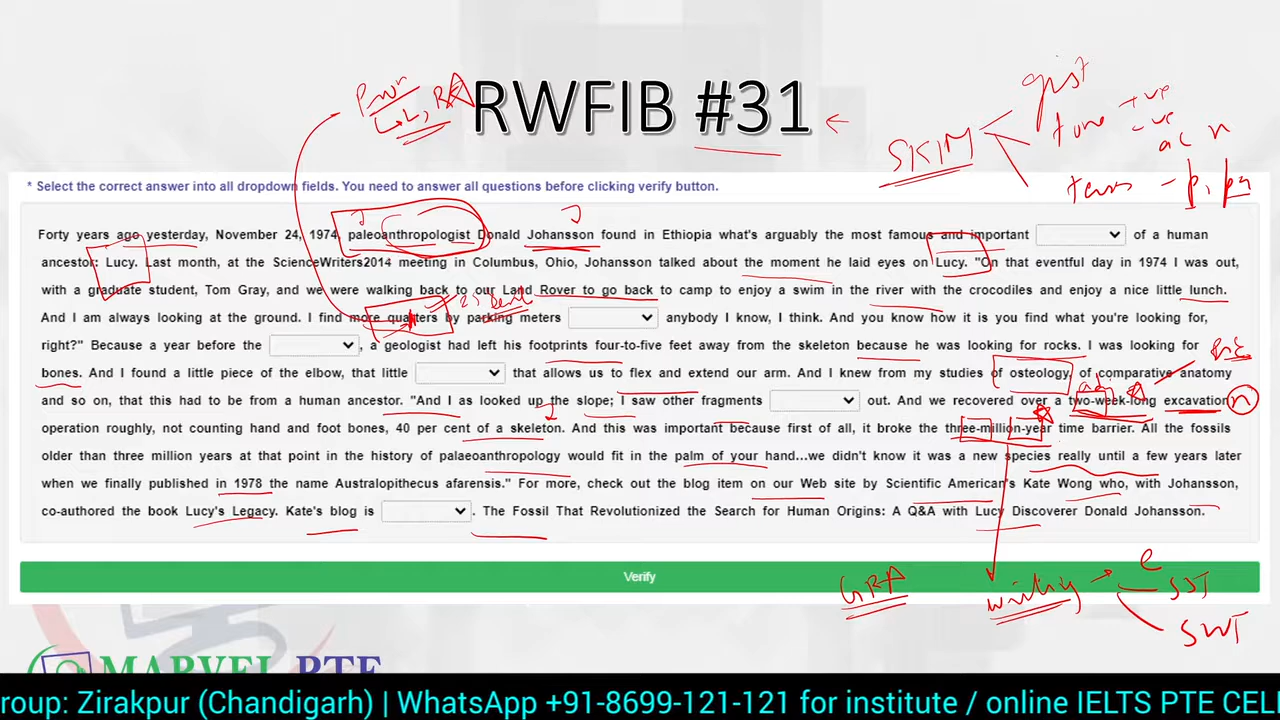 RWFIB #31
SKIM
gist
tone
+ve
-ve
* Select the correct answer into all dropdown fields. You need to answer all questions before clicking verify button.
Forty years ago yesterday, November 24, 1974, paleoanthropologist Donald Johansson found in Ethiopia what's arguably the most famous and important of a human
ancestor: Lucy. Last month, at the ScienceWriters2014 meeting in Columbus, Ohio, Johansson talked about the moment he laid eyes on Lucy. "On that eventful day in 1974 I was out,
with a graduate student, Tom Gray, and we were walking back to our Land Rover to go back to camp to enjoy a swim in the river with the crocodiles and enjoy a nice little lunch.
And I am always looking at the ground. I find more quarters by parking meters anybody I know, I think. And you know how it is you find what you're looking for,
right?" Because a year before the , a geologist had left his footprints four-to-five feet away from the skeleton because he was looking for rocks. I was looking for
bones. And I found a little piece of the elbow, that little that allows us to flex and extend our arm. And I knew from my studies of osteology, of comparative anatomy
and so on, that this had to be from a human ancestor. "And I as looked up the slope; I saw other fragments out. And we recovered over a two-week-long excavation
operation roughly, not counting hand and foot bones, 40 per cent of a skeleton. And this was important because first of all, it broke the three-million-year time barrier. All the fossils
older than three million years at that point in the history of palaeoanthropology would fit in the palm of your hand...we didn't know it was a new species really until a few years later
when we finally published in 1978 the name Australopithecus afarensis." For more, check out the blog item on our Web site by Scientific American's Kate Wong who, with Johansson,
co-authored the book Lucy's Legacy. Kate's blog is . The Fossil That Revolutionized the Search for Human Origins: A Q&A with Lucy Discoverer Donald Johansson.
adj
n
Verify
writing
e
SST
SWT
MARVEL PTE
roup: Zirakpur (Chandigarh) | WhatsApp +91-8699-121-121 for institute / online IELTS PTE CEL